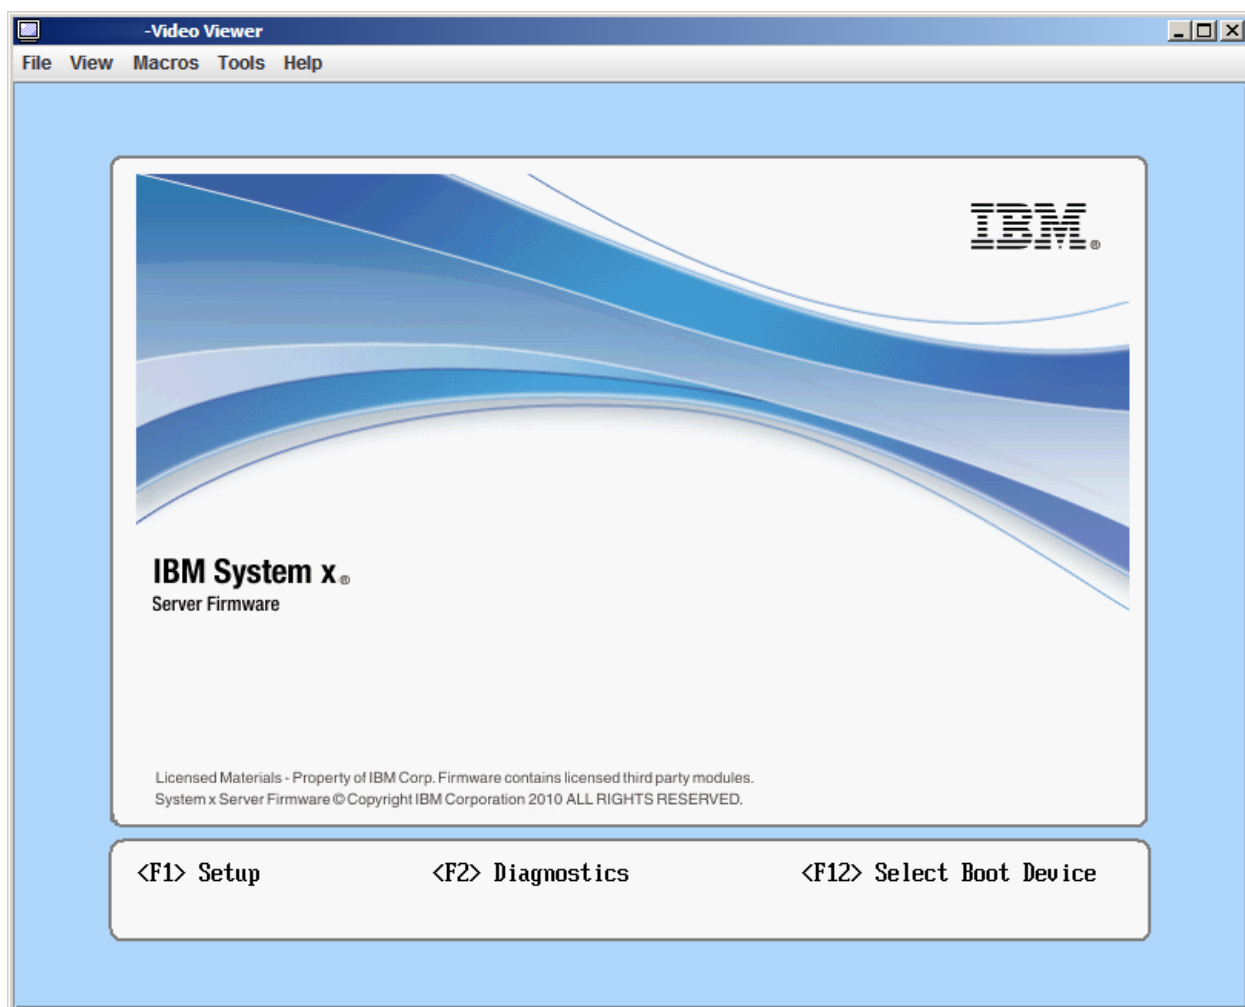 -Video Viewer
File View Macros Tools Help
IBM®
IBM System x®
Server Firmware
Licensed Materials - Property of IBM Corp. Firmware contains licensed third party modules.
System x Server Firmware © Copyright IBM Corporation 2010 ALL RIGHTS RESERVED.
<F1> Setup <F2> Diagnostics <F12> Select Boot Device